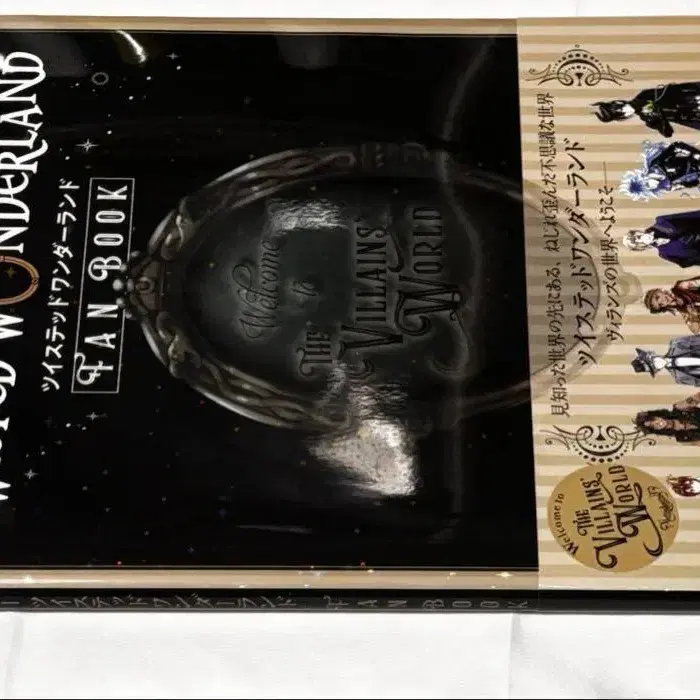 WONDERLAND
ツイステッドワンダーランド
FAN BOOK
Welcome
to
THE
VILLAINS'
WORLD
見知った世界の先にある、ねじれ歪んだ不思議な世界
ツイステッドワンダーランド
ヴィランズの世界へようこそ──
Welcome to
THE
VILLAINS'
WORLD
ツイステッドワンダーランド FAN BOOK